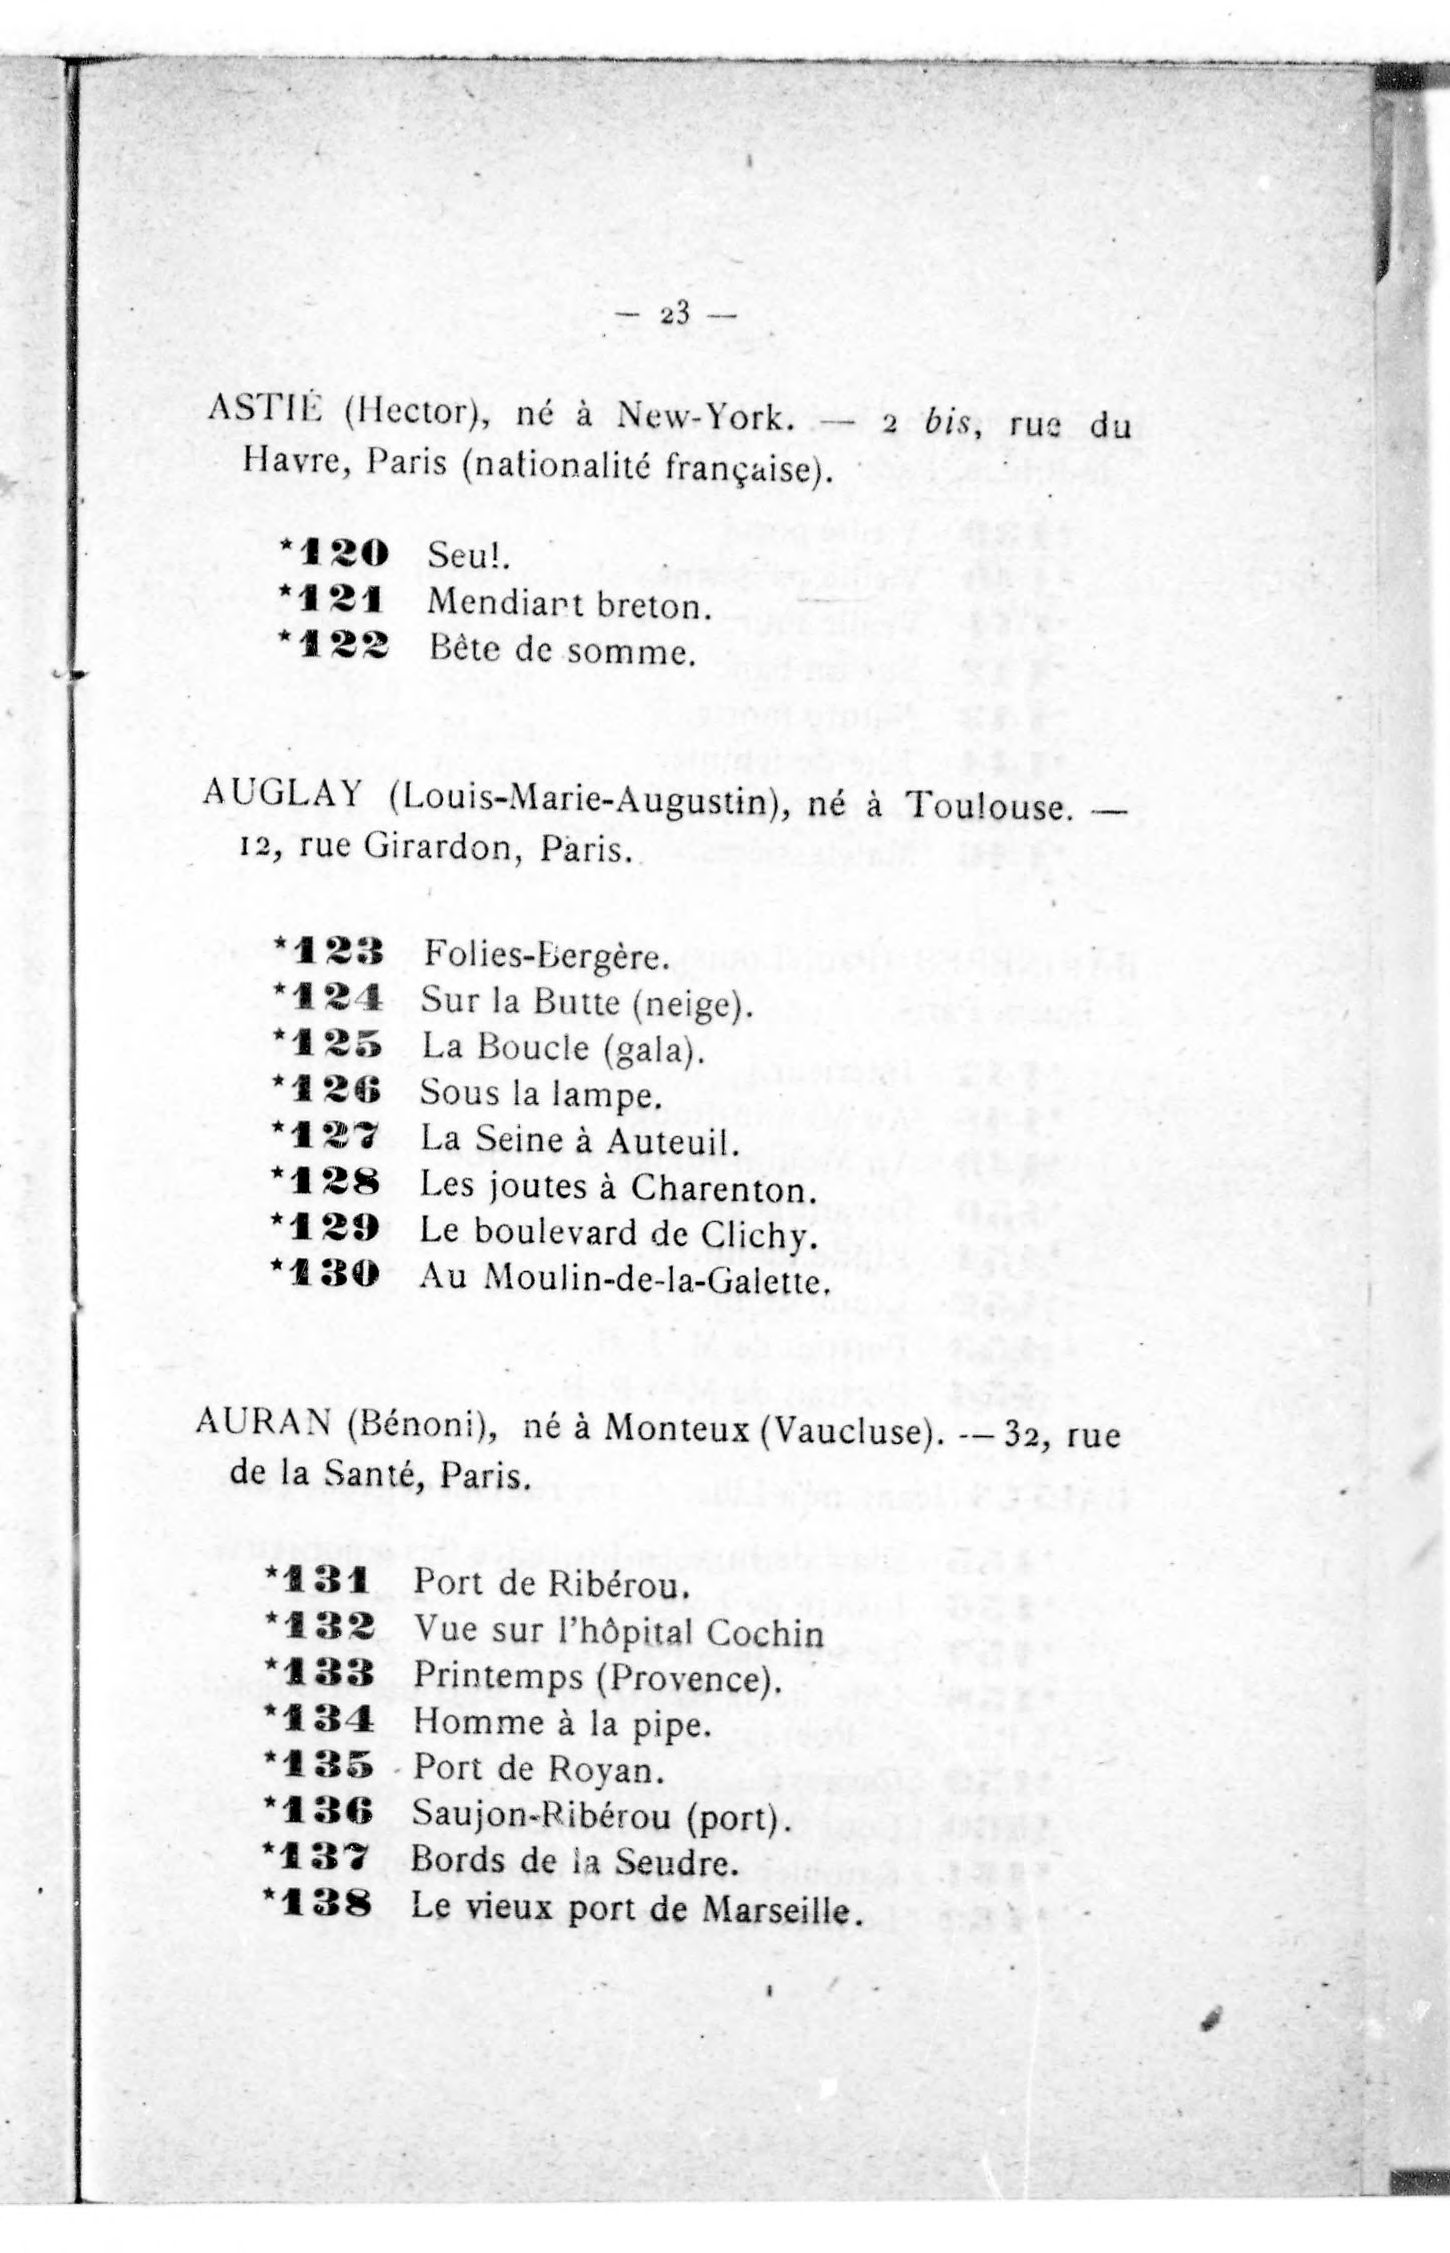 — 23 —
ASTIÉ (Hector), né à New-York. — 2 bis, rue du
Havre, Paris (nationalité française).
*120 Seul.
*121 Mendiant breton.
*122 Bête de somme.
AUGLAY (Louis-Marie-Augustin), né à Toulouse. —
12, rue Girardon, Paris.
*123 Folies-Bergère.
*124 Sur la Butte (neige).
*125 La Boucle (gala).
*126 Sous la lampe.
*127 La Seine à Auteuil.
*128 Les joutes à Charenton.
*129 Le boulevard de Clichy.
*130 Au Moulin-de-la-Galette.
AURAN (Bénoni), né à Monteux (Vaucluse). — 32, rue
de la Santé, Paris.
*131 Port de Ribérou.
*132 Vue sur l'hôpital Cochin
*133 Printemps (Provence).
*134 Homme à la pipe.
*135 Port de Royan.
*136 Saujon-Ribérou (port).
*137 Bords de la Seudre.
*138 Le vieux port de Marseille.